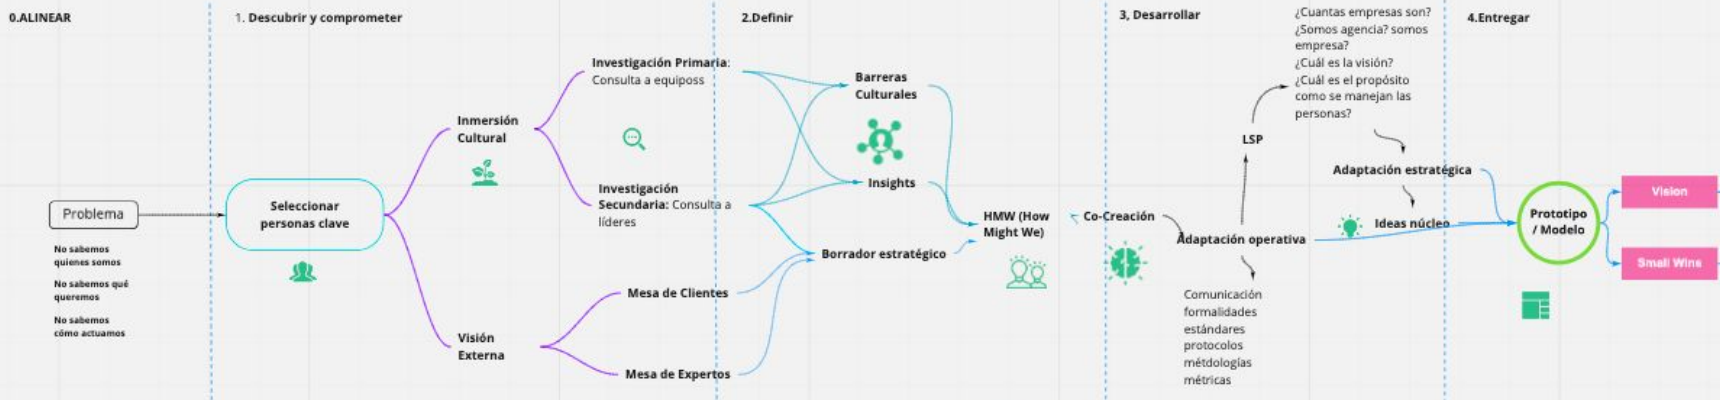 0.ALINEAR
1. Descubrir y comprometer
2.Definir
3, Desarrollar
4.Entregar
Problema
No sabemos
quienes somos
No sabemos qué
queremos
No sabemos
cómo actuamos
Seleccionar
personas clave
Inmersión
Cultural
Visión
Externa
Investigación Primaria:
Consulta a equiposs
Investigación
Secundaria: Consulta a
líderes
Mesa de Clientes
Mesa de Expertos
Barreras
Culturales
Insights
Borrador estratégico
HMW (How
Might We)
Co-Creación
Adaptación operativa
Comunicación
formalidades
estándares
protocolos
métdologías
métricas
LSP
¿Cuantas empresas son?
¿Somos agencia? somos
empresa?
¿Cuál es la visión?
¿Cuál es el propósito
como se manejan las
personas?
Adaptación estratégica
Ideas núcleo
Prototipo
/ Modelo
Vision
Small Wins